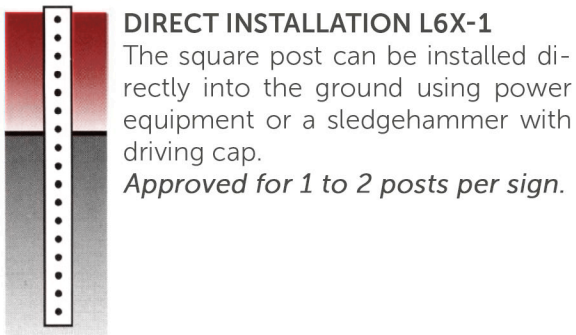 DIRECT INSTALLATION L6X-1
The square post can be installed di-
rectly into the ground using power
equipment or a sledgehammer with
driving cap.
Approved for 1 to 2 posts per sign.